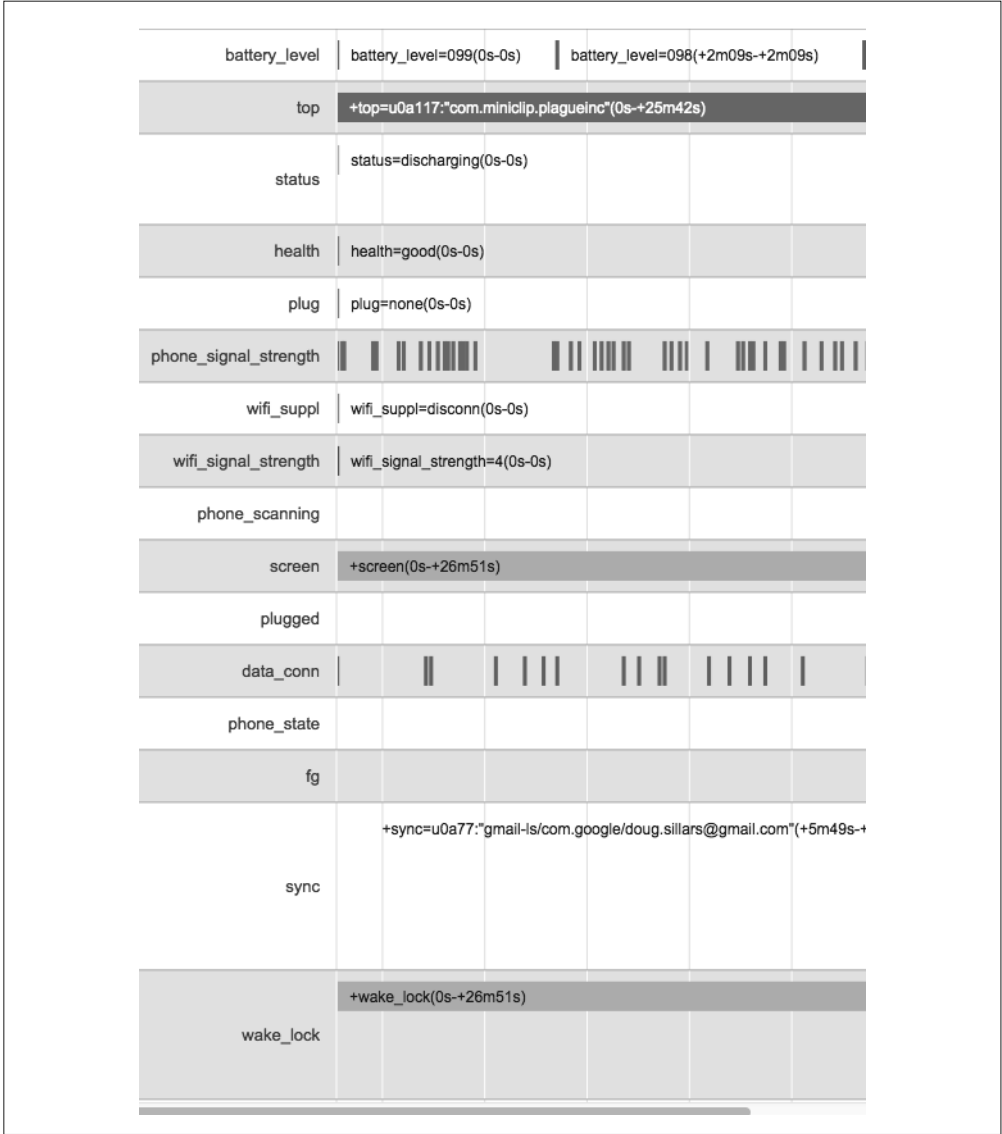 battery_level battery_level=099(0s-0s) battery_level=098(+2m09s-+2m09s)
top +top=u0a117:"com.miniclip.plagueinc"(0s-+25m42s)
status status=discharging(0s-0s)
health health=good(0s-0s)
plug plug=none(0s-0s)
phone_signal_strength
wifi_suppl wifi_suppl=disconn(0s-0s)
wifi_signal_strength wifi_signal_strength=4(0s-0s)
phone_scanning
screen +screen(0s-+26m51s)
plugged
data_conn
phone_state
fg
+sync=u0a77:"gmail-ls/com.google/doug.sillars@gmail.com"(+5m49s-+
sync
+wake_lock(0s-+26m51s)
wake_lock